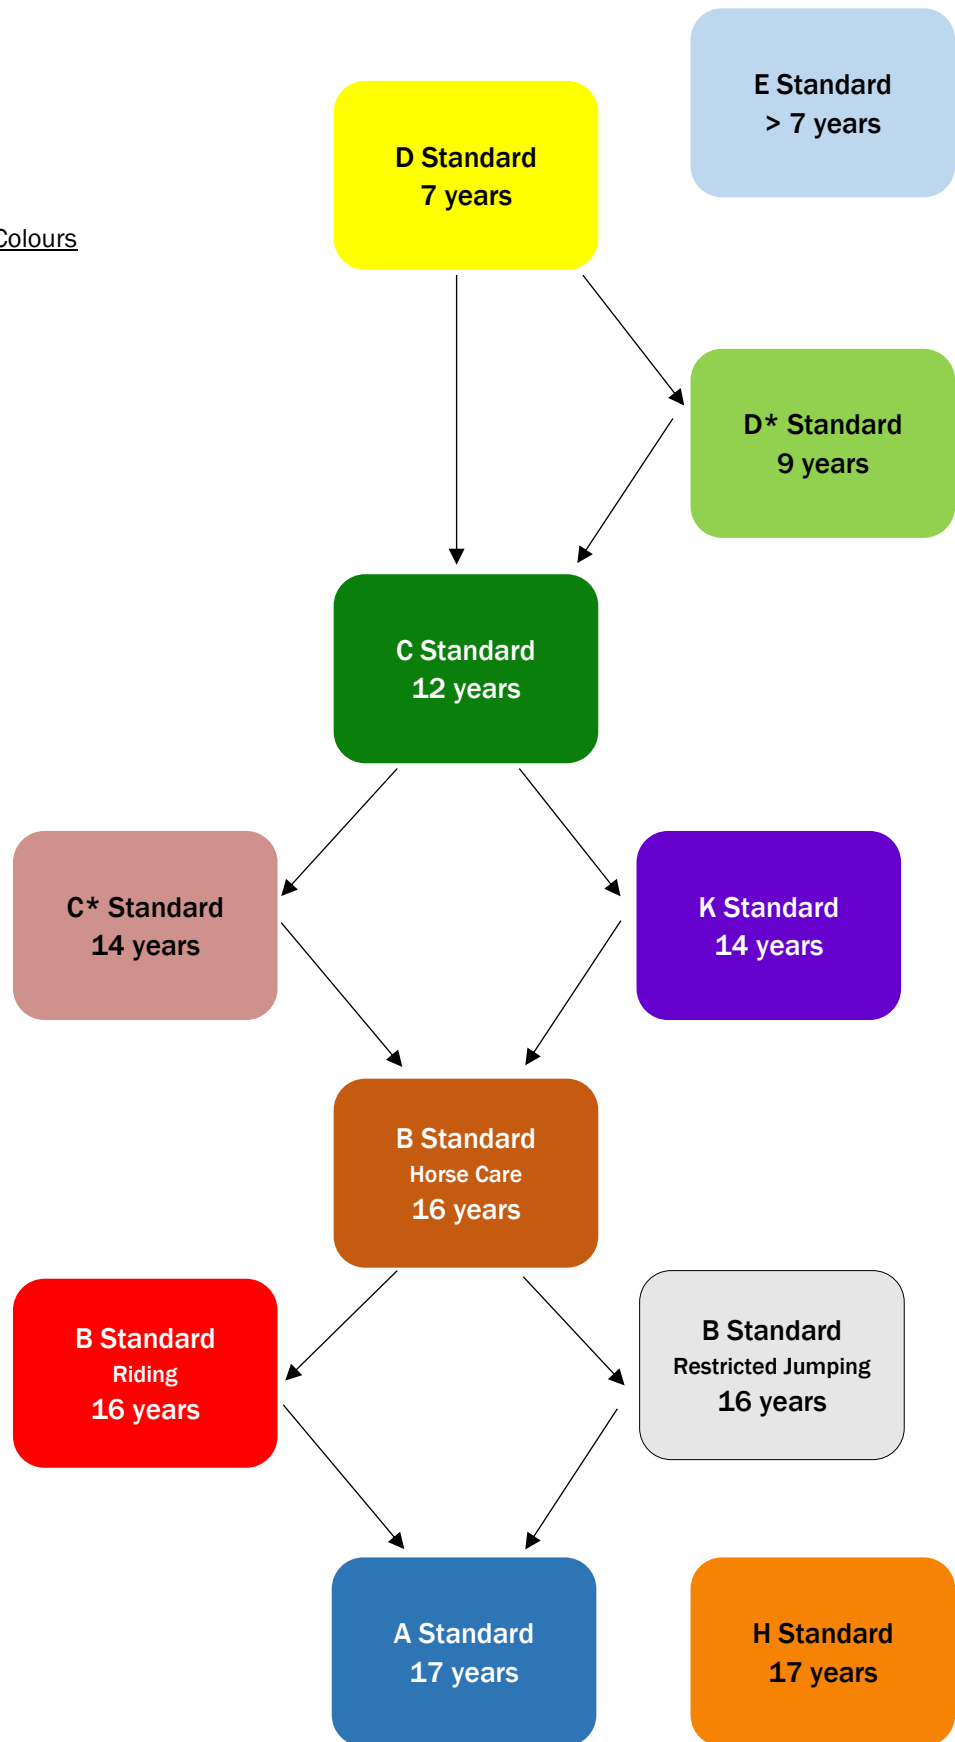 E Standard
> 7 years
D Standard
7 years
Colours
D* Standard
9 years
C Standard
12 years
C* Standard
14 years
K Standard
14 years
B Standard
Horse Care
16 years
B Standard
Riding
16 years
B Standard
Restricted Jumping
16 years
A Standard
17 years
H Standard
17 years